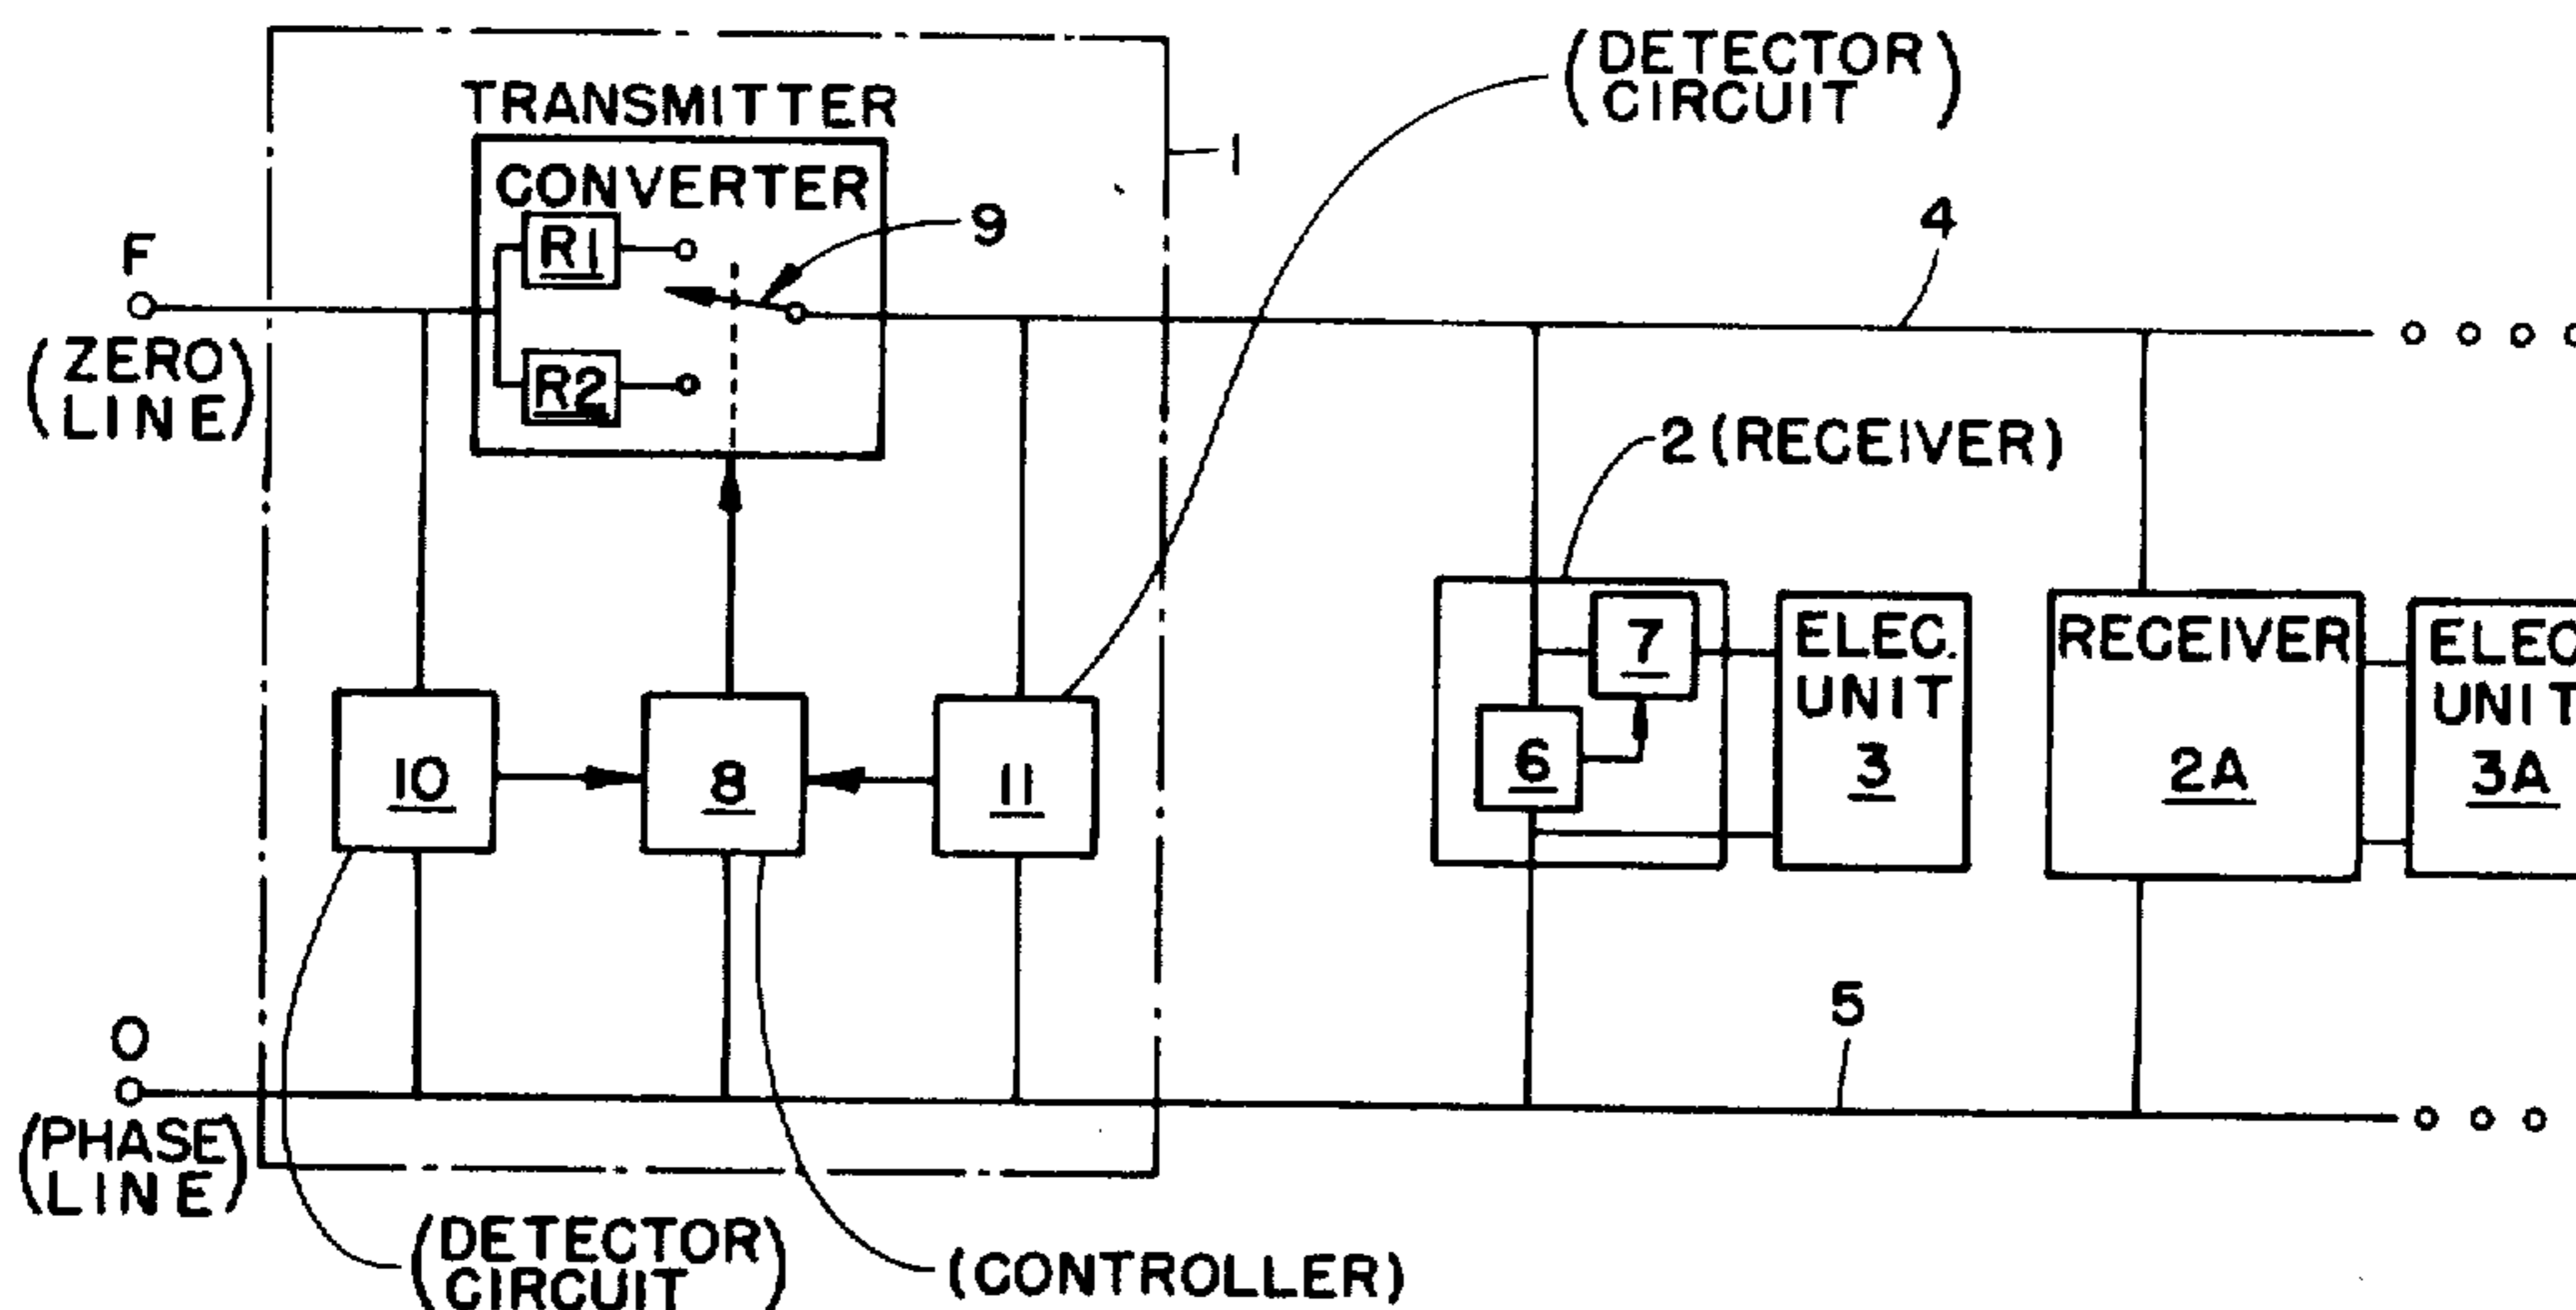 (DETECTOR
CIRCUIT)
TRANSMITTER
CONVERTER
1
R1
9
F
4
(ZERO
LINE)
R2
2 (RECEIVER)
7
ELEC.
UNIT
3
6
RECEIVER
2A
ELEC
UNIT
3A
10
8
11
5
O
(PHASE
LINE)
(DETECTOR
CIRCUIT)
(CONTROLLER)